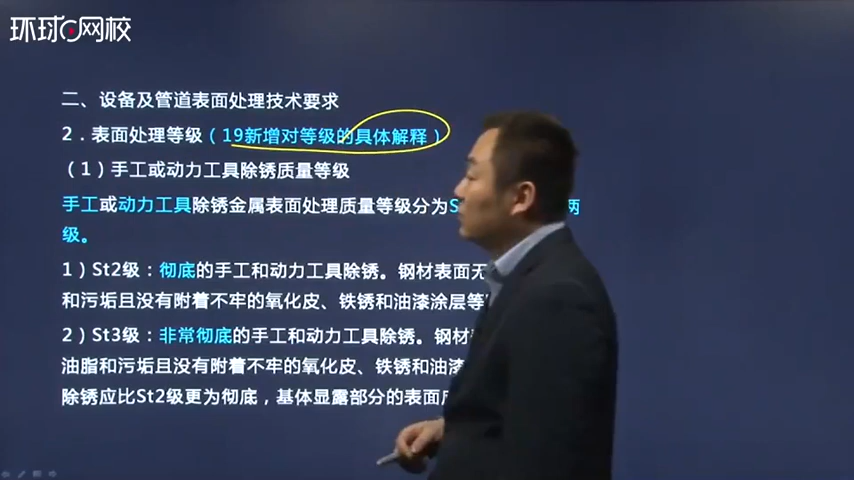 环球网校
二、设备及管道表面处理技术要求
2．表面处理等级（19新增对等级的具体解释）
（1）手工或动力工具除锈质量等级
手工或动力工具除锈金属表面处理质量等级分为S 两
级。
1）St2级：彻底的手工和动力工具除锈。钢材表面无
和污垢且没有附着不牢的氧化皮、铁锈和油漆涂层等
2）St3级：非常彻底的手工和动力工具除锈。钢材
油脂和污垢且没有附着不牢的氧化皮、铁锈和油漆
除锈应比St2级更为彻底，基体显露部分的表面